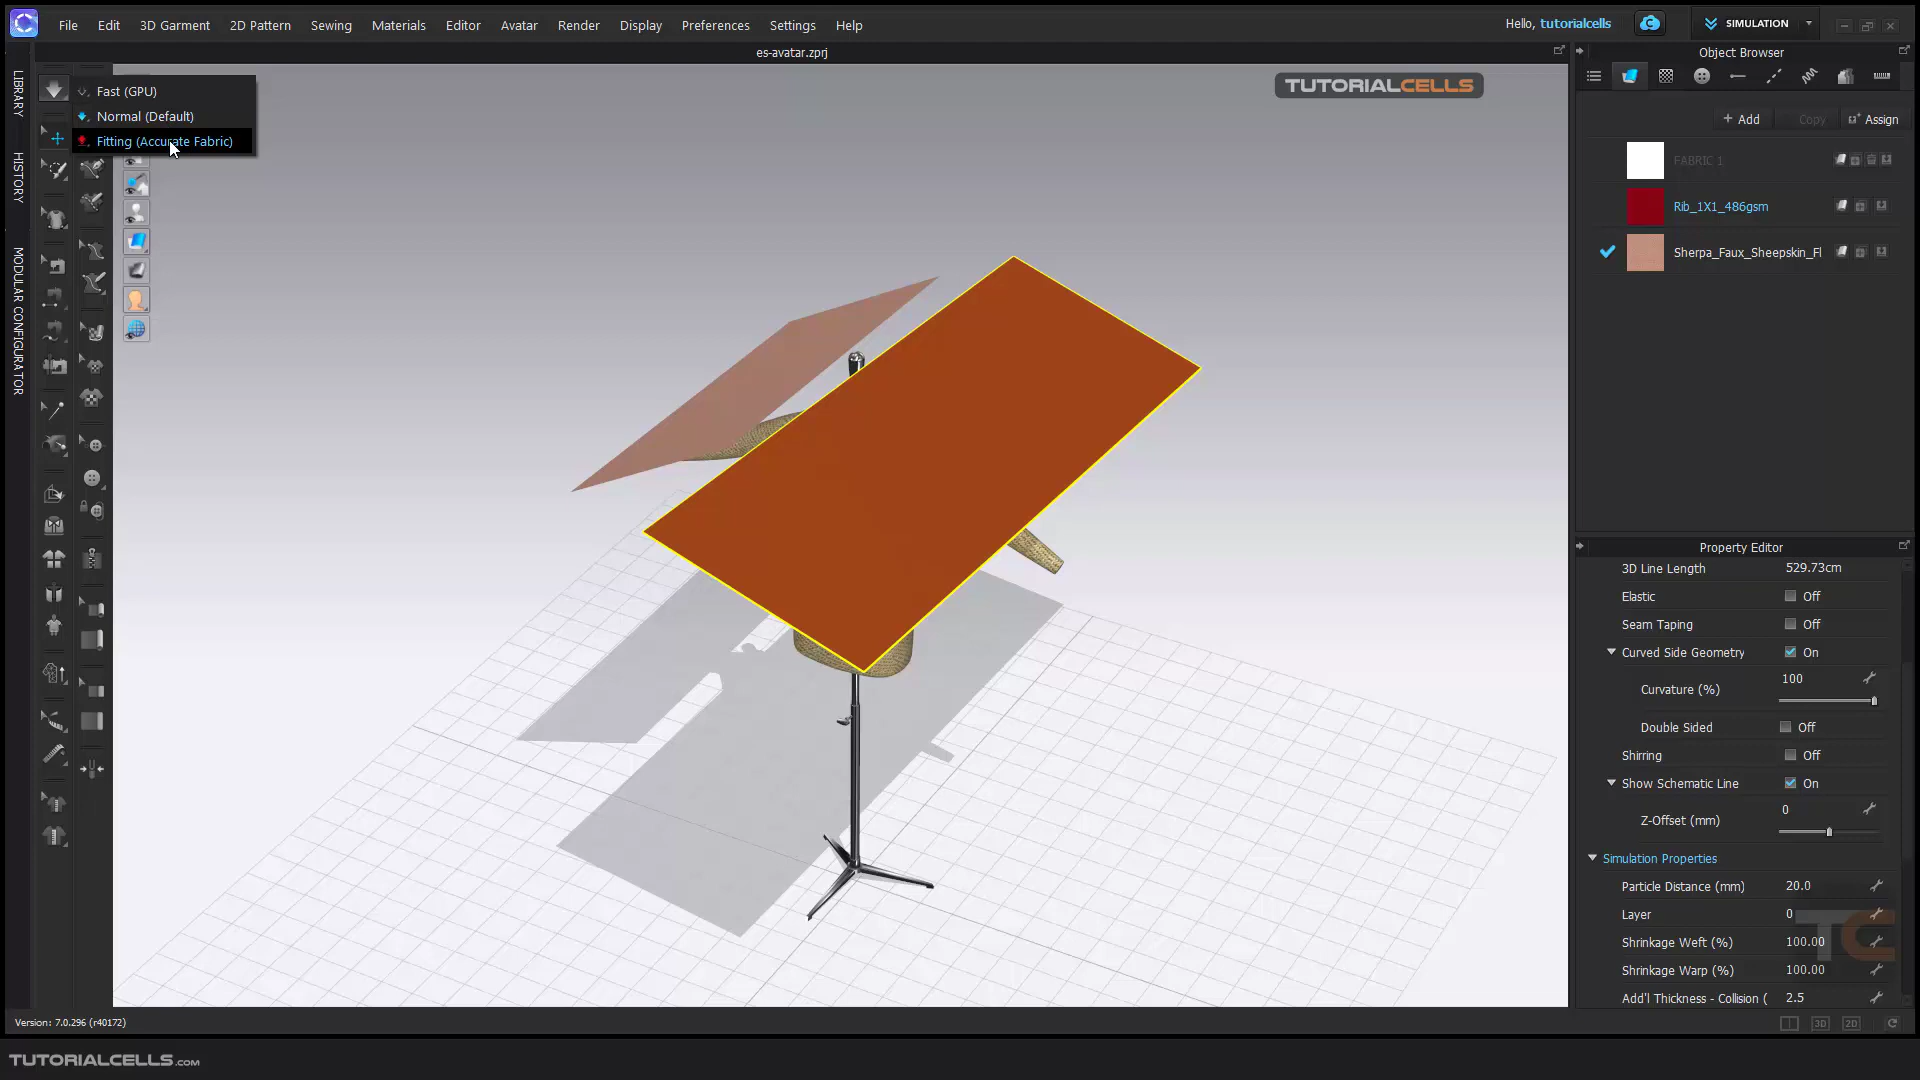 File Edit 3D Garment 2D Pattern Sewing Materials Editor Avatar Render Display Preferences Settings Help
Hello, tutorialcells
SIMULATION
es-avatar.zprj
Object Browser
LIBRARY
HISTORY
MODULAR CONFIGURATOR
Fast (GPU)
Normal (Default)
Fitting (Accurate Fabric)
TUTORIALCELLS
+ Add
Copy
Assign
FABRIC 1
Rib_1X1_486gsm
Sherpa_Faux_Sheepskin_Fl
Property Editor
3D Line Length 529.73cm
Elastic Off
Seam Taping Off
Curved Side Geometry On
Curvature (%) 100
Double Sided Off
Shirring Off
Show Schematic Line On
Z-Offset (mm) 0
Simulation Properties
Particle Distance (mm) 20.0
Layer 0
Shrinkage Weft (%) 100.00
Shrinkage Warp (%) 100.00
Add'l Thickness - Collision ( 2.5
TC
Version: 7.0.296 (r40172)
3D 2D
TUTORIALCELLS.com